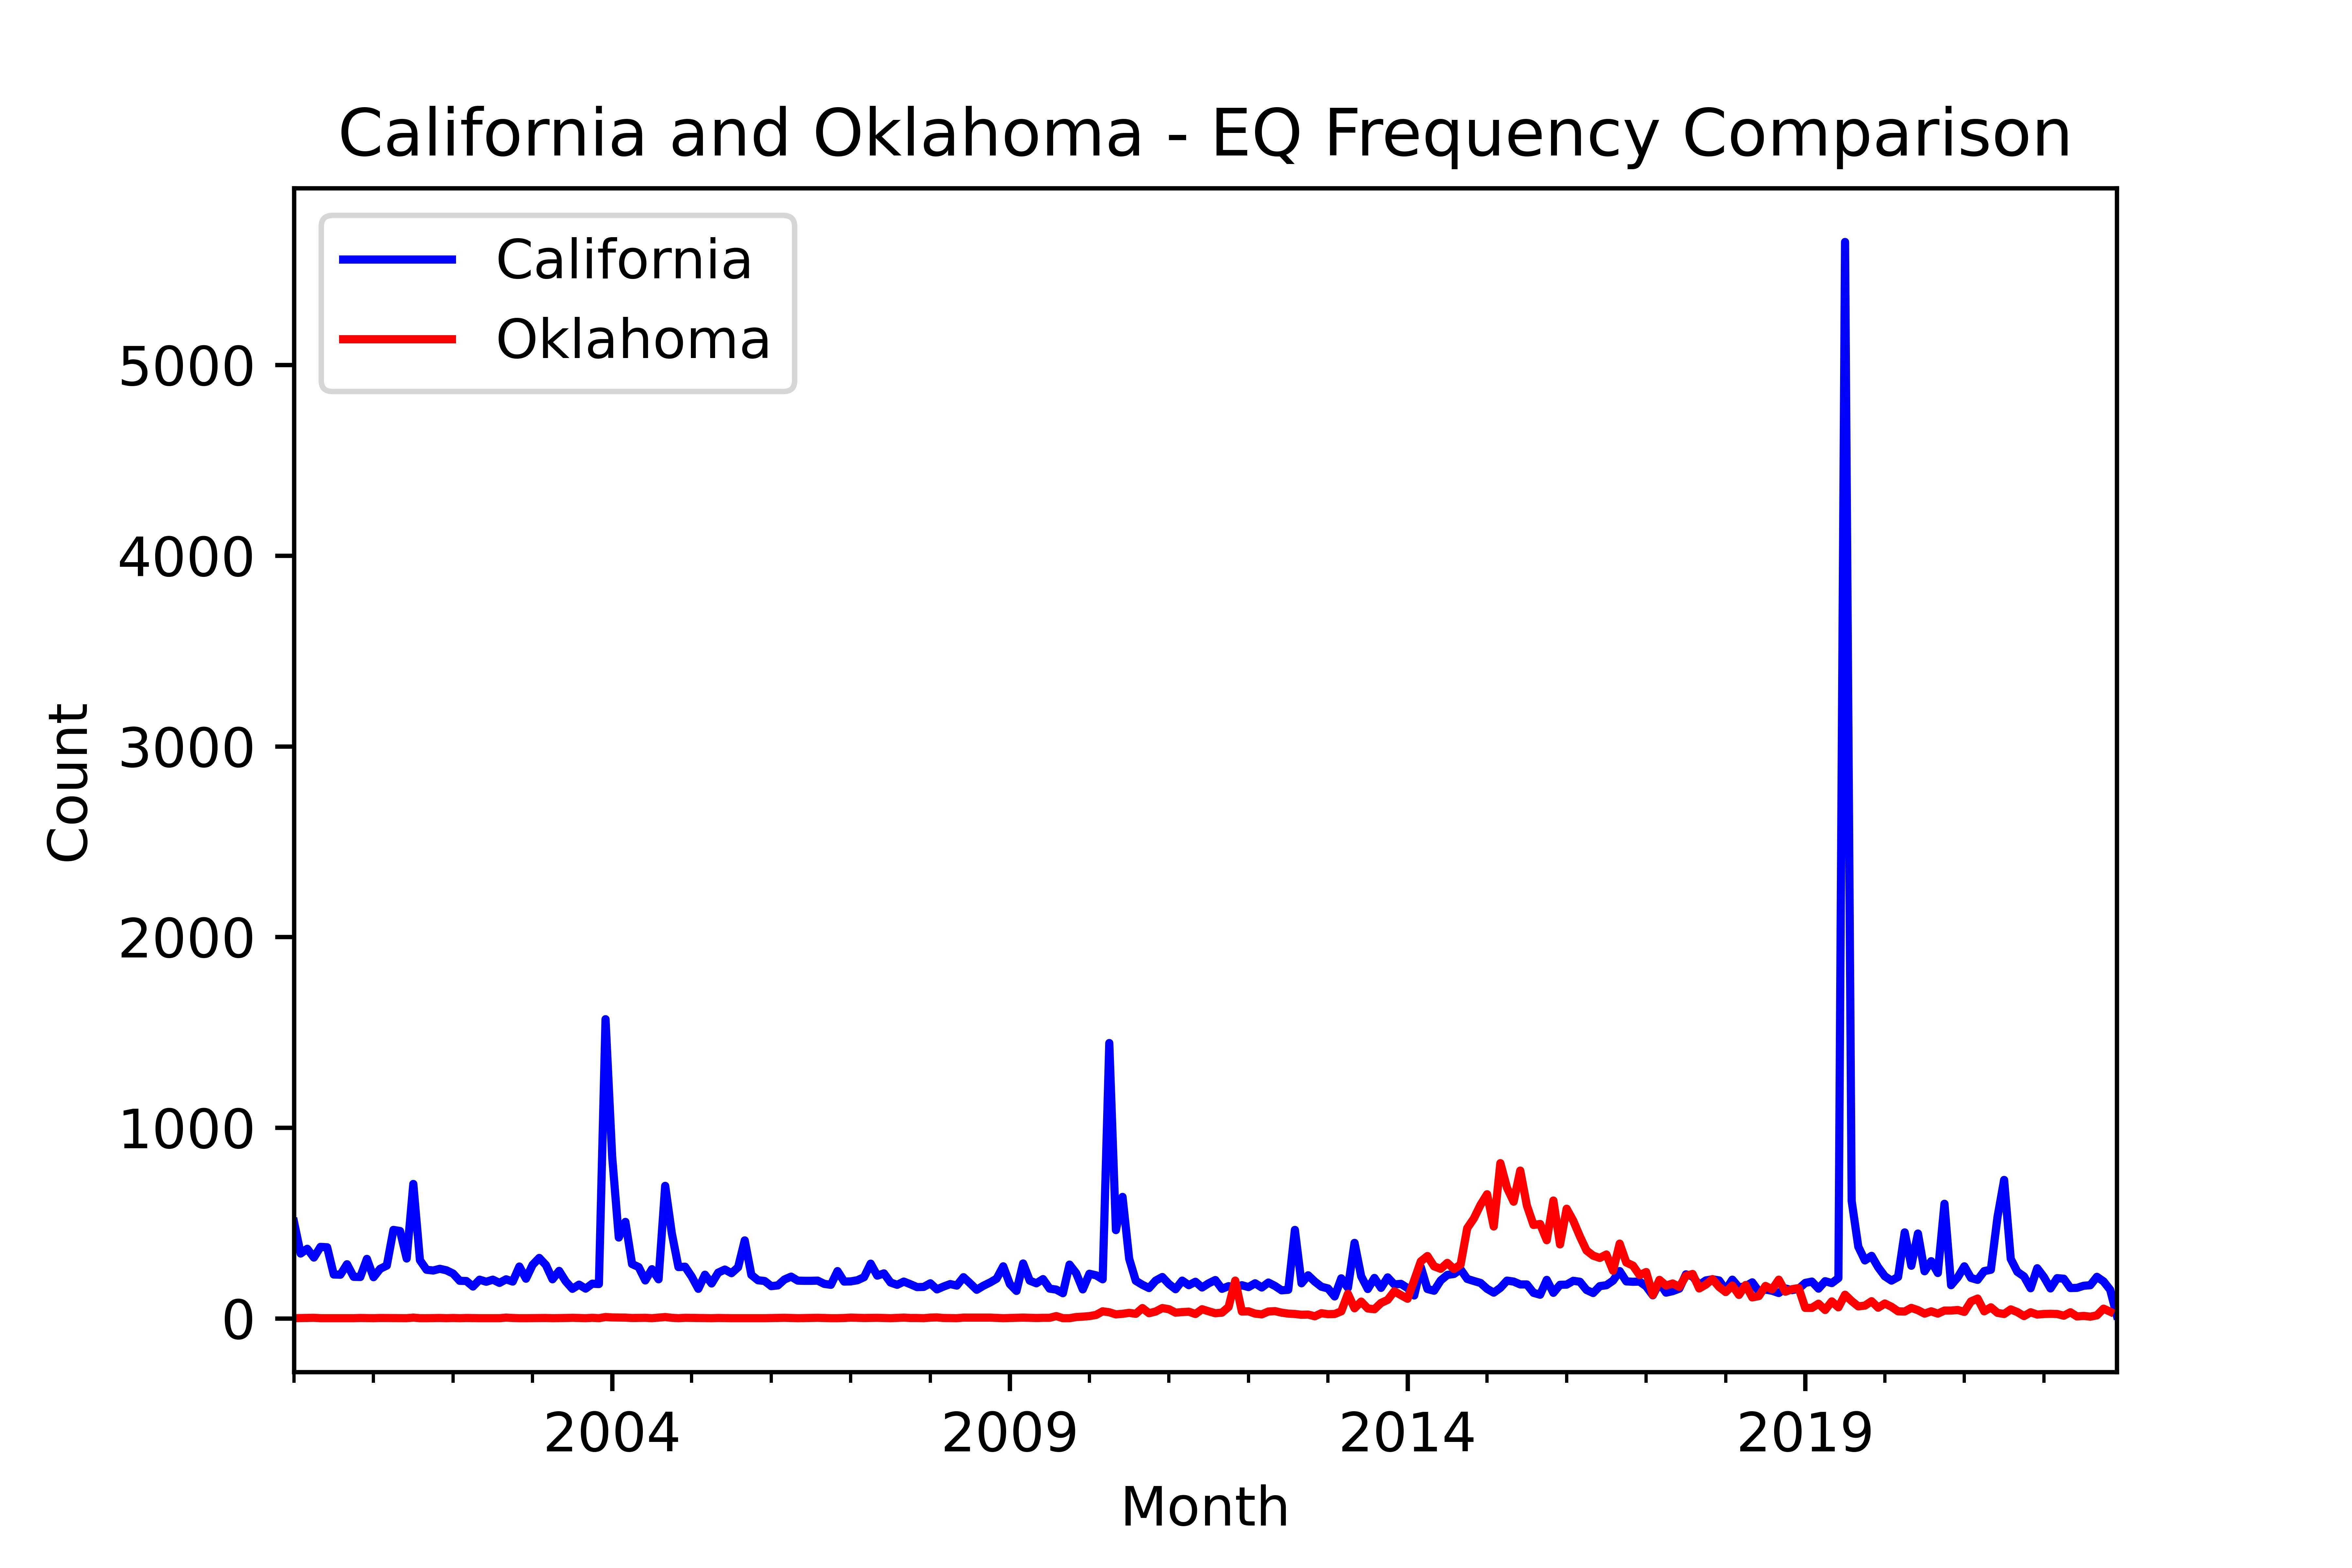 California and Oklahoma - EQ Frequency Comparison
California
Oklahoma
5000
4000
3000
2000
1000
0
Count
2004 2009 2014 2019
Month